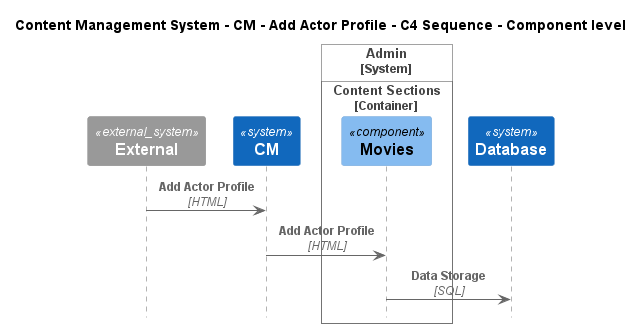 Content Management System - CM - Add Actor Profile - C4 Sequence - Component level
Admin
[System]
Content Sections
[Container]
«external_system»
External
«system»
CM
«component»
Movies
«system»
Database
Add Actor Profile
[HTML]
Add Actor Profile
[HTML]
Data Storage
[SQL]